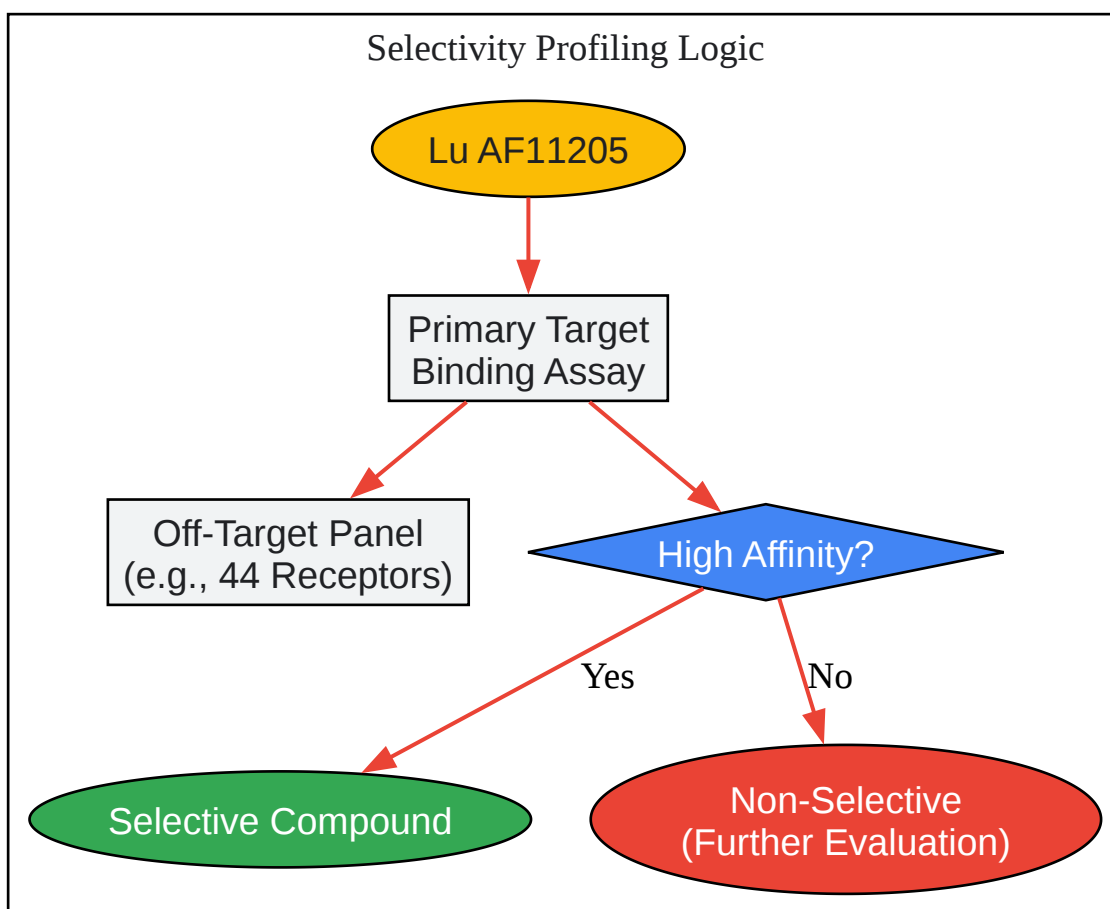 Selectivity Profiling Logic
Lu AF11205
Primary Target
Binding Assay
Off-Target Panel
(e.g., 44 Receptors)
High Affinity?
Yes
No
Selective Compound
Non-Selective
(Further Evaluation)